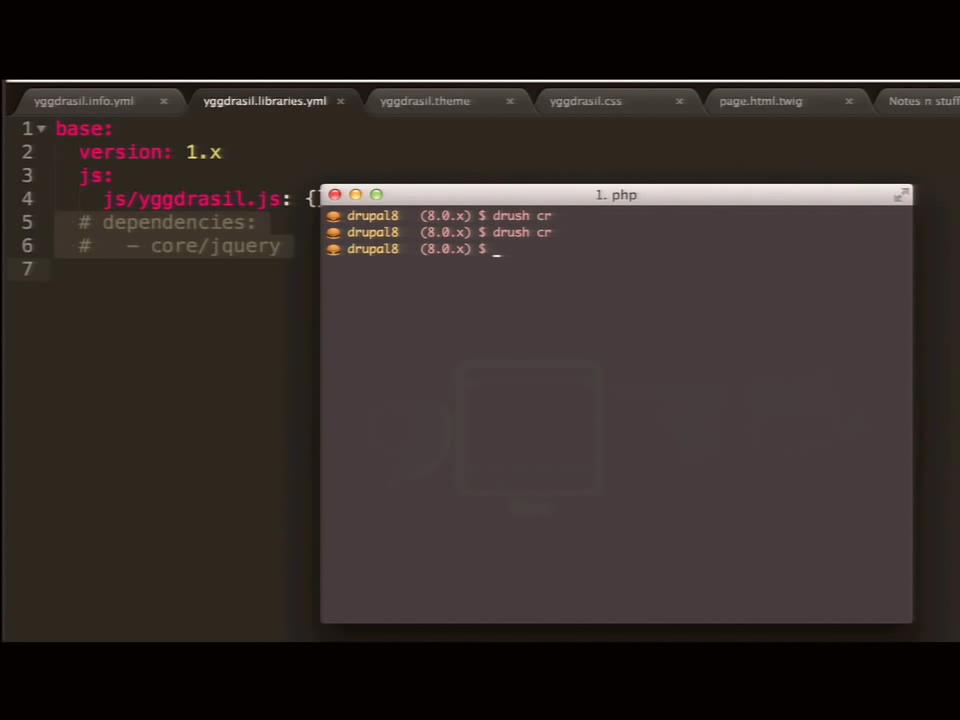 yggdrasil.info.yml × yggdrasil.libraries.yml × yggdrasil.theme × yggdrasil.css × page.html.twig × Notes n stuff
1 base:
2 version: 1.x
3 js:
4 js/yggdrasil.js: {}
5 # dependencies:
6 # – core/jquery
7
1. php
drupal8 (8.0.x) $ drush cr
drupal8 (8.0.x) $ drush cr
drupal8 (8.0.x) $ _